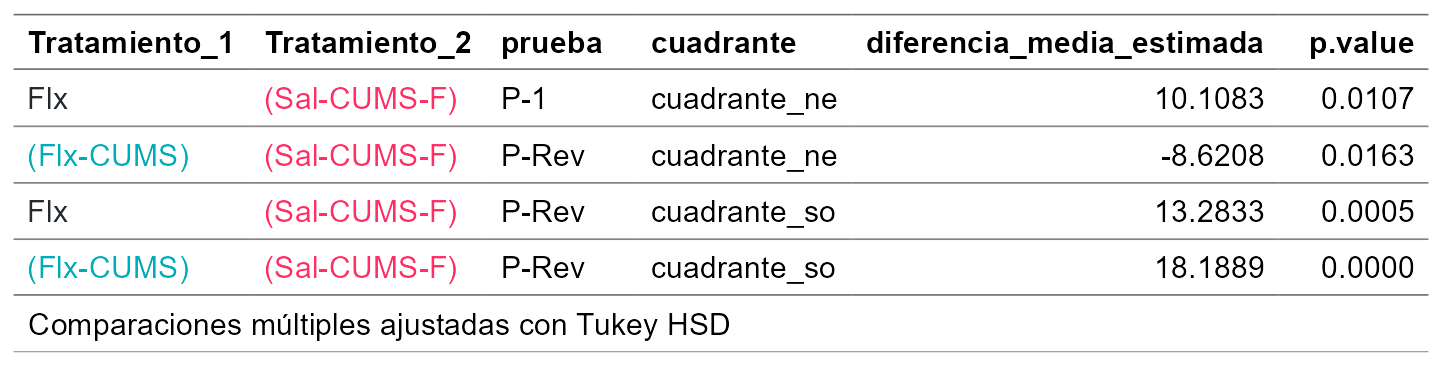 Tratamiento_1 Tratamiento_2 prueba cuadrante diferencia_media_estimada p.value
Flx (Sal-CUMS-F) P-1 cuadrante_ne 10.1083 0.0107
(Flx-CUMS) (Sal-CUMS-F) P-Rev cuadrante_ne -8.6208 0.0163
Flx (Sal-CUMS-F) P-Rev cuadrante_so 13.2833 0.0005
(Flx-CUMS) (Sal-CUMS-F) P-Rev cuadrante_so 18.1889 0.0000
Comparaciones múltiples ajustadas con Tukey HSD